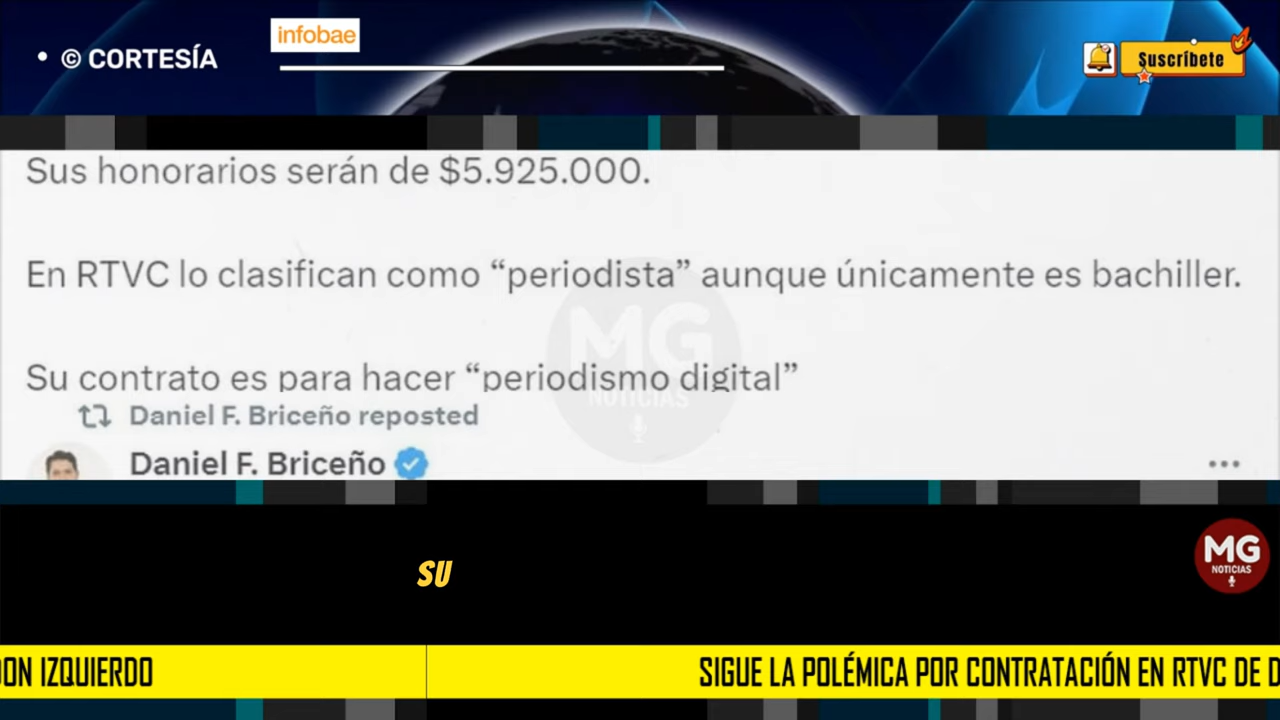 infobae
• © CORTESÍA
Suscríbete
Sus honorarios serán de $5.925.000.
En RTVC lo clasifican como “periodista” aunque únicamente es bachiller.
Su contrato es para hacer “periodismo digital”
MG
NOTICIAS
Daniel F. Briceño reposted
Daniel F. Briceño
SU
MG
NOTICIAS
ON IZQUIERDO
SIGUE LA POLÉMICA POR CONTRATACIÓN EN RTVC DE D